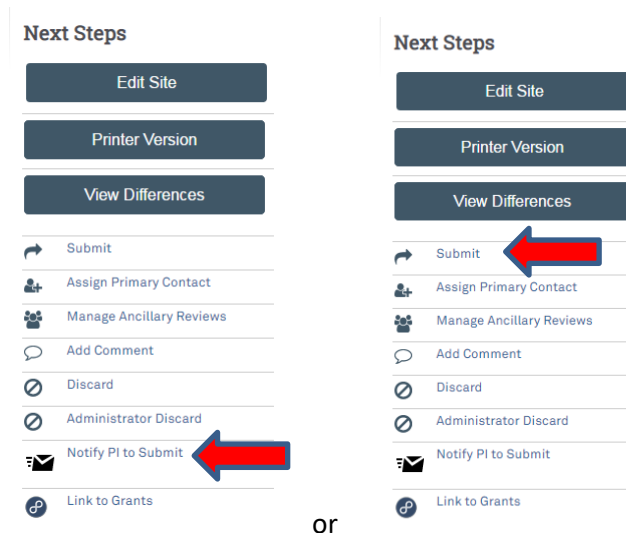 Next Steps
Edit Site
Printer Version
View Differences
Submit
Assign Primary Contact
Manage Ancillary Reviews
Add Comment
Discard
Administrator Discard
Notify PI to Submit
Link to Grants
or
Next Steps
Edit Site
Printer Version
View Differences
Submit
Assign Primary Contact
Manage Ancillary Reviews
Add Comment
Discard
Administrator Discard
Notify PI to Submit
Link to Grants